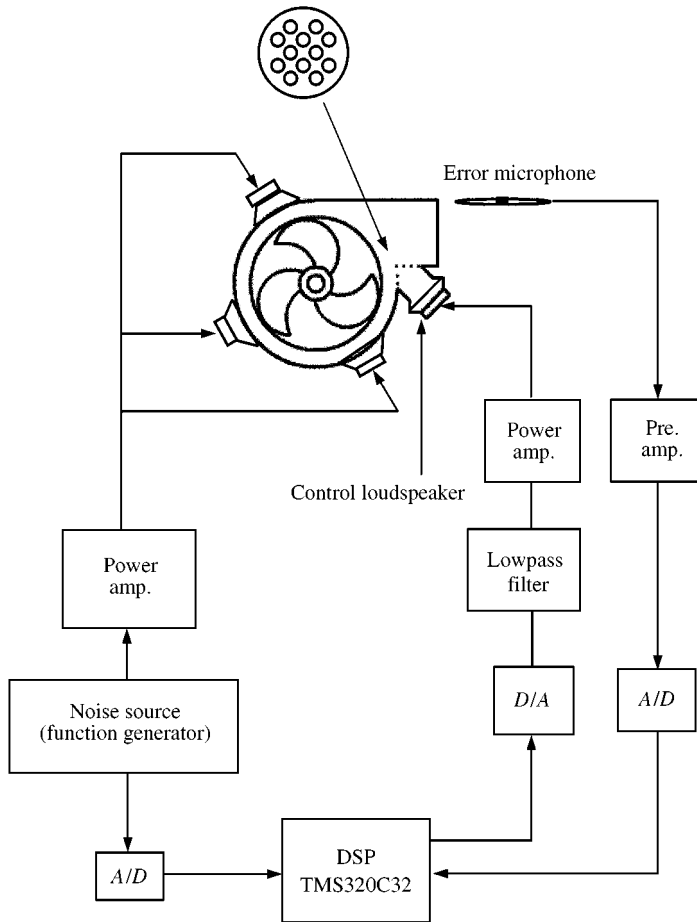 Error microphone
Power
amp.
Pre.
amp.
Control loudspeaker
Power
amp.
Lowpass
filter
Noise source
(function generator)
D/A
A/D
A/D
DSP
TMS320C32